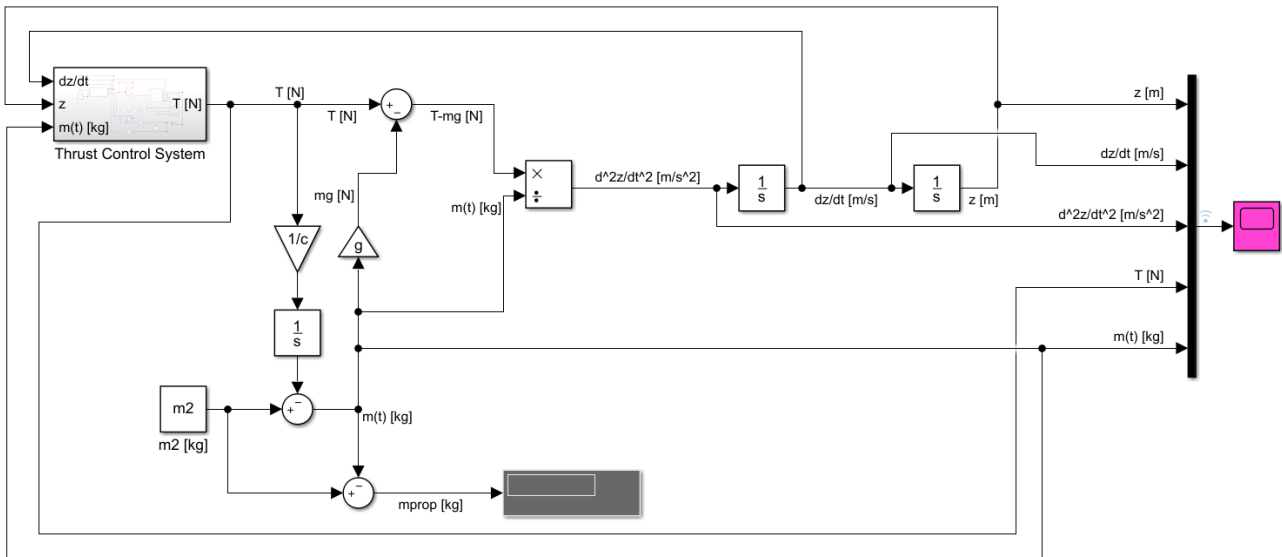 dz/dt
z
m(t) [kg]
T [N]
Thrust Control System
T [N]
T [N]
+
−
T-mg [N]
mg [N]
g
1/c
1
s
m2
m2 [kg]
+
−
m(t) [kg]
+
−
mprop [kg]
×
÷
m(t) [kg]
d^2z/dt^2 [m/s^2]
1
s
dz/dt [m/s]
1
s
z [m]
z [m]
dz/dt [m/s]
d^2z/dt^2 [m/s^2]
T [N]
m(t) [kg]